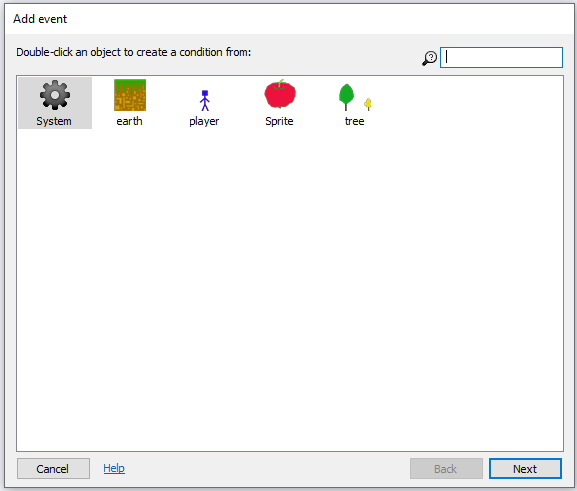 Add event
Double-click an object to create a condition from:
System earth player Sprite tree
Cancel Help Back Next